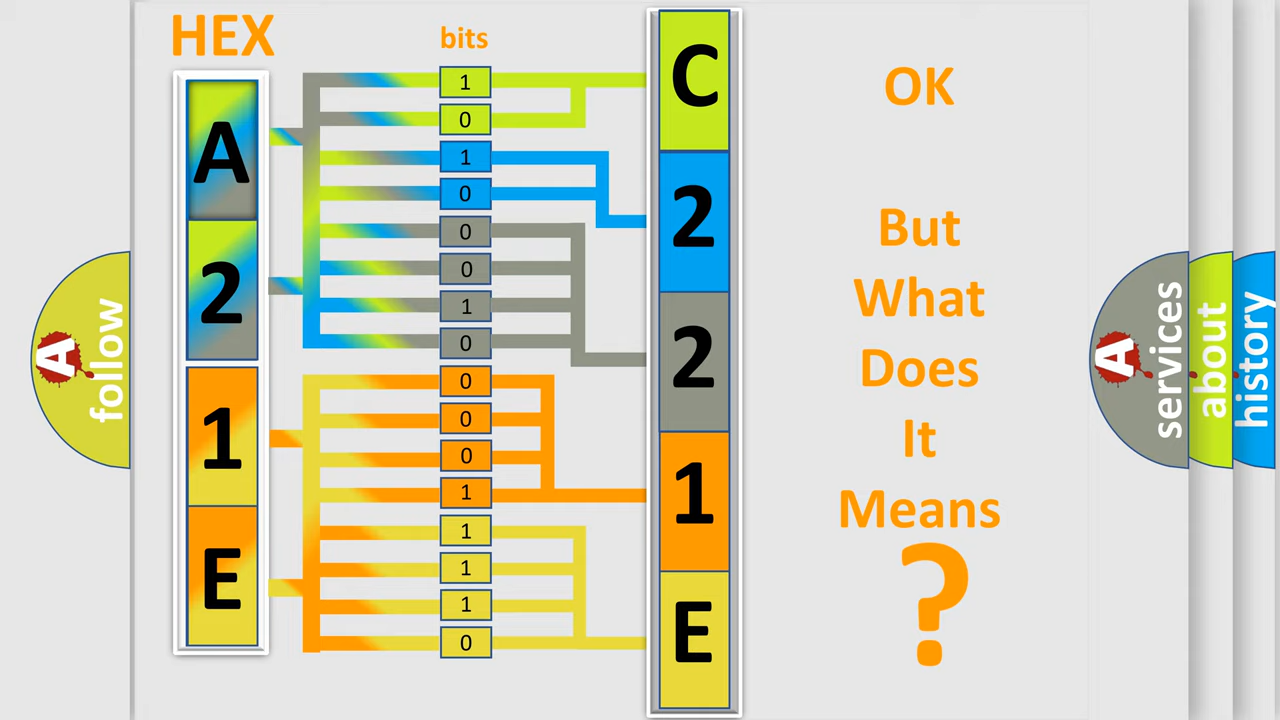 HEX
bits
A
2
1
E
1
0
1
0
0
0
1
0
0
0
0
1
1
1
1
0
C
2
2
1
E
OK
But
What
Does
It
Means
?
A
follow
A
services
about
history